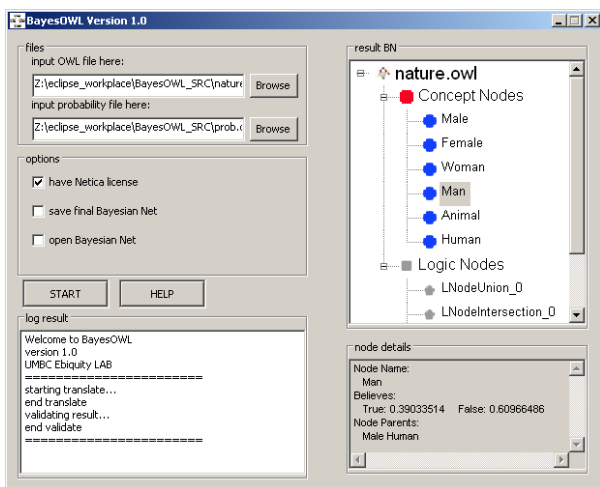 BayesOWL Version 1.0
files
input OWL file here:
Z:\eclipse_workplace\BayesOWL_SRC\nature
Browse
input probability file here:
Z:\eclipse_workplace\BayesOWL_SRC\prob.
Browse
options
have Netica license
save final Bayesian Net
open Bayesian Net
START
HELP
log result
Welcome to BayesOWL
version 1.0
UMBC Ebiquity LAB
========================
starting translate...
end translate
validating result...
end validate
========================
result BN
nature.owl
Concept Nodes
Male
Female
Woman
Man
Animal
Human
Logic Nodes
LNodeUnion_0
LNodeIntersection_0
node details
Node Name:
Man
Believes:
True: 0.39033514 False: 0.60966486
Node Parents:
Male Human